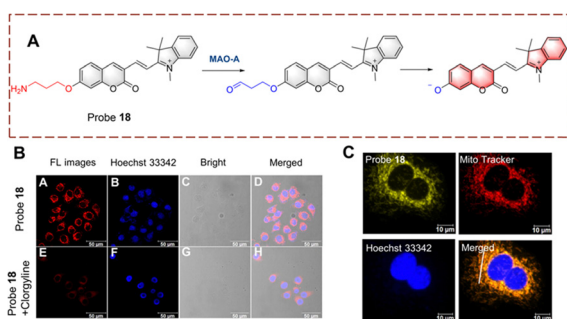 A
MAO-A
H₂N
O
O
O
N
+
O
O
O
O
N
+
-
O
O
O
N
+
Probe 18
B
FL images
Hoechst 33342
Bright
Merged
Probe 18
A
B
C
D
50 μm
50 μm
50 μm
50 μm
Probe 18
+Clorgyline
E
F
G
H
50 μm
50 μm
50 μm
50 μm
C
Probe 18
Mito Tracker
10 μm
10 μm
Hoechst 33342
Merged
10 μm
10 μm